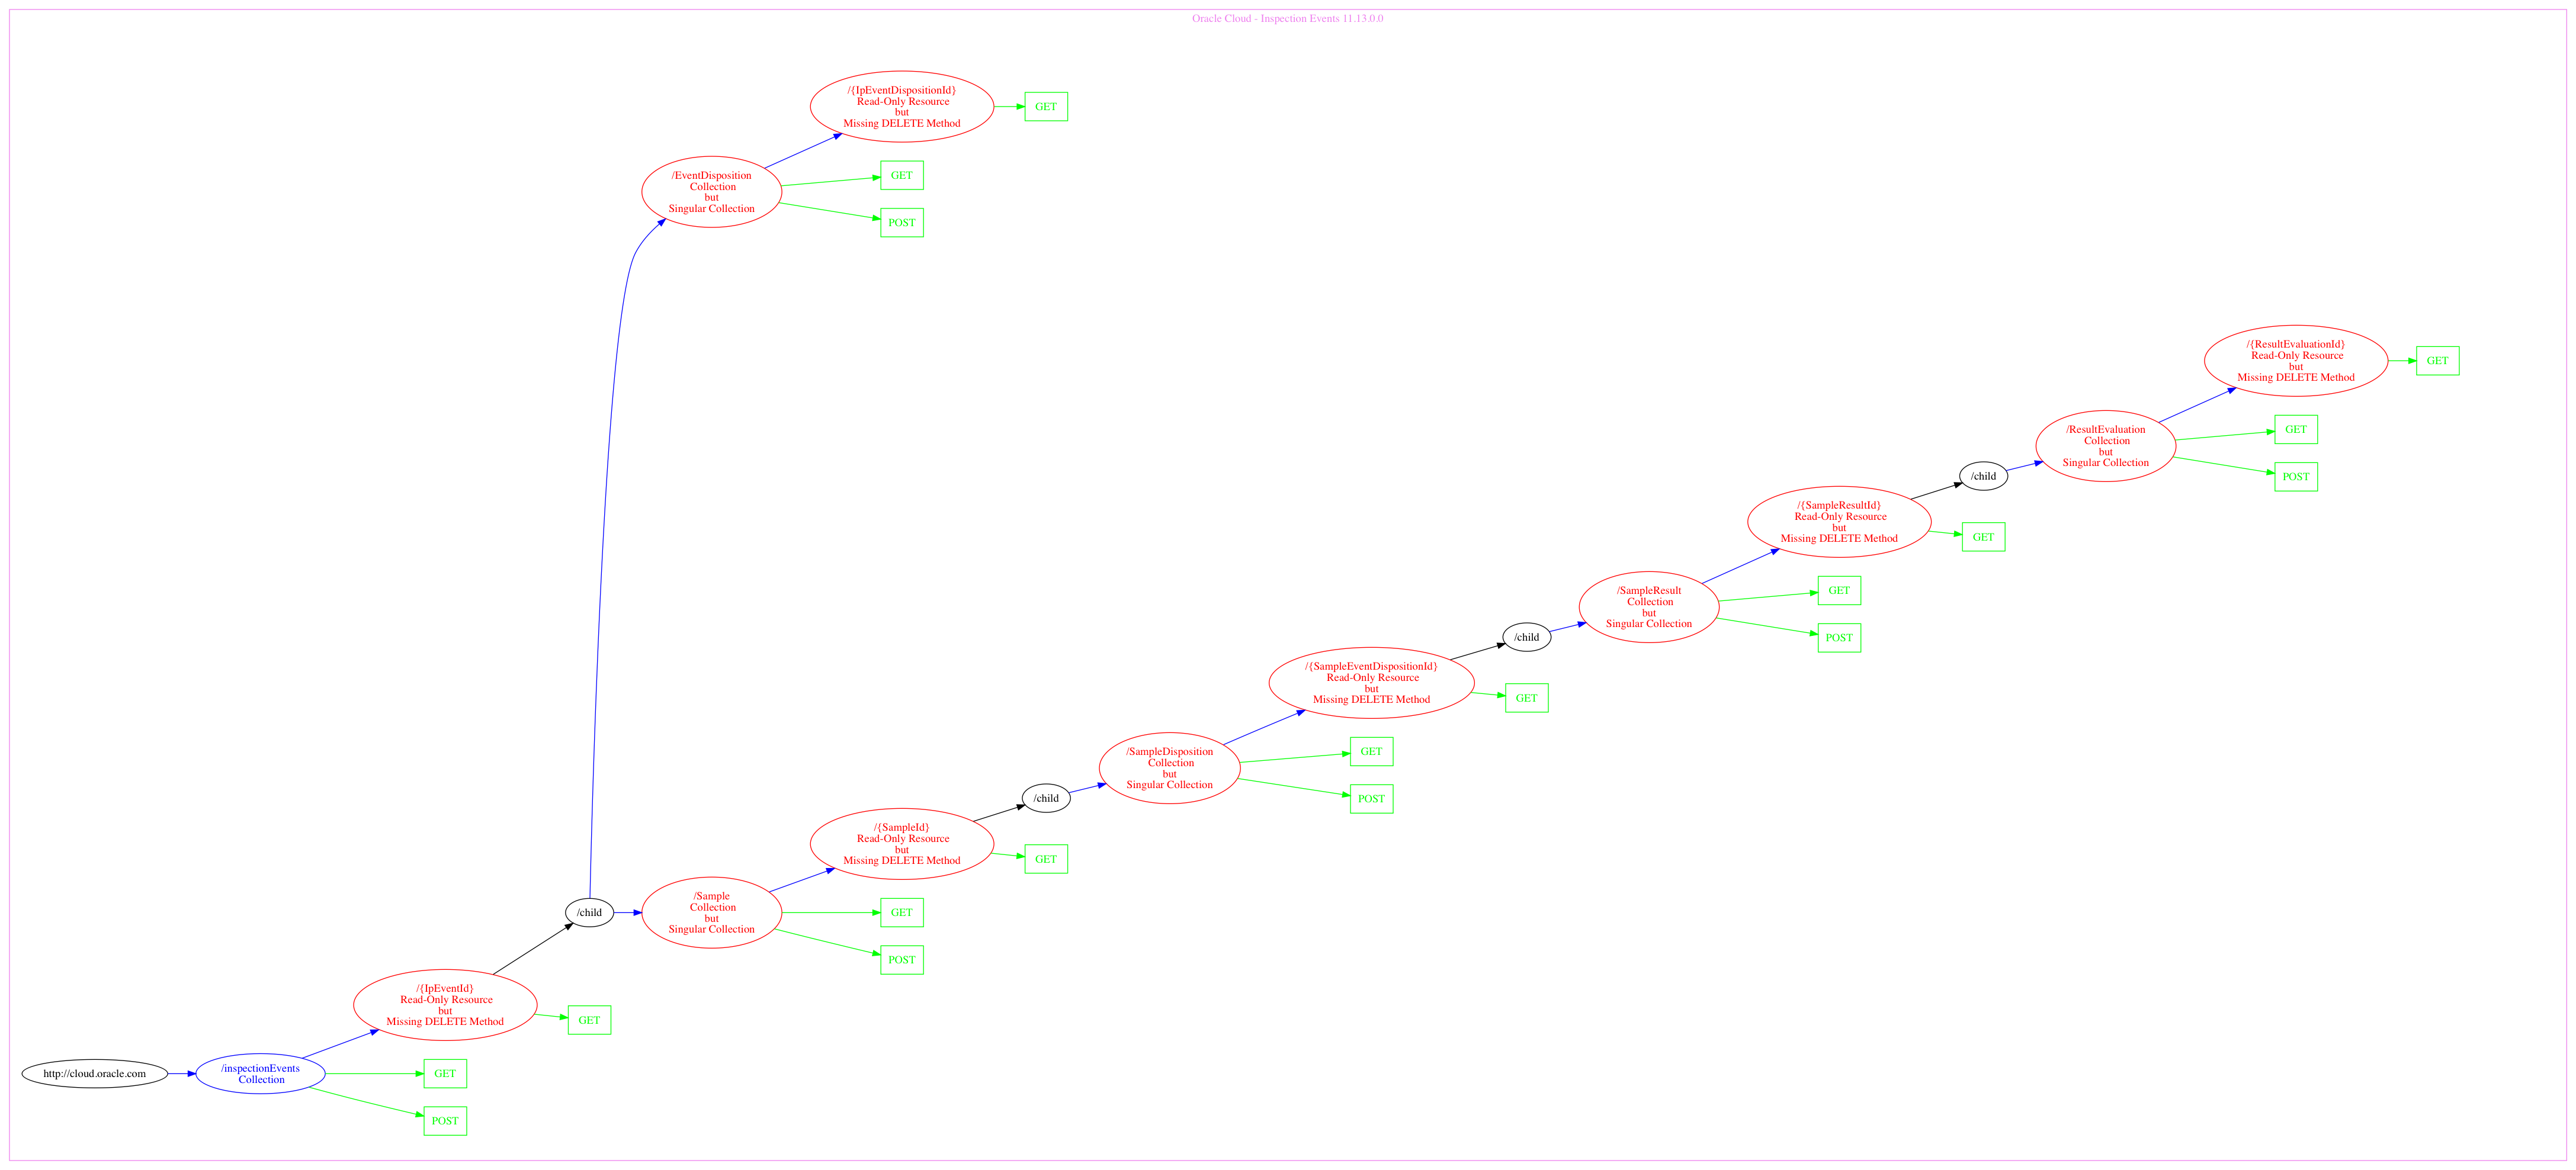 Oracle Cloud - Inspection Events 11.13.0.0
/{IpEventDispositionId}
Read-Only Resource
but
Missing DELETE Method
GET
/EventDisposition
Collection
but
Singular Collection
GET
POST
/{ResultEvaluationId}
Read-Only Resource
but
Missing DELETE Method
GET
/ResultEvaluation
Collection
but
Singular Collection
GET
POST
/child
/{SampleResultId}
Read-Only Resource
but
Missing DELETE Method
GET
/SampleResult
Collection
but
Singular Collection
GET
POST
/child
/{SampleEventDispositionId}
Read-Only Resource
but
Missing DELETE Method
GET
/SampleDisposition
Collection
but
Singular Collection
GET
POST
/child
/{SampleId}
Read-Only Resource
but
Missing DELETE Method
GET
/child
/Sample
Collection
but
Singular Collection
GET
POST
/{IpEventId}
Read-Only Resource
but
Missing DELETE Method
GET
http://cloud.oracle.com
/inspectionEvents
Collection
GET
POST